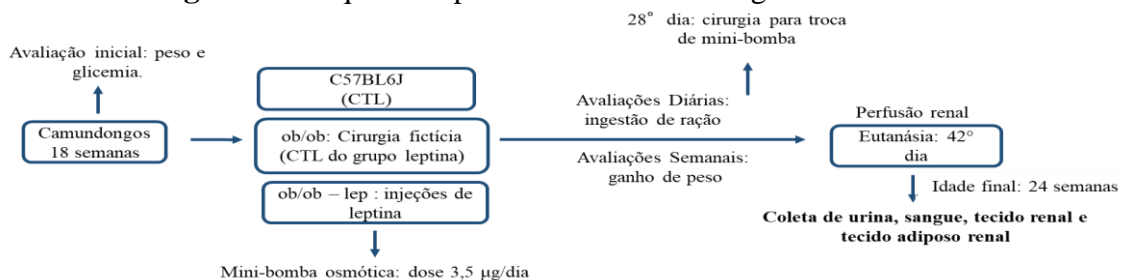 28° dia: cirurgia para troca
de mini-bomba
Avaliação inicial: peso e
glicemia.
C57BL6J
(CTL)
Avaliações Diárias:
ingestão de ração
Perfusão renal
Camundongos
18 semanas
ob/ob: Cirurgia fictícia
(CTL do grupo leptina)
Eutanásia: 42°
dia
Avaliações Semanais:
ganho de peso
ob/ob – lep : injeções de
leptina
Idade final: 24 semanas
Coleta de urina, sangue, tecido renal e
tecido adiposo renal
Mini-bomba osmótica: dose 3,5 µg/dia